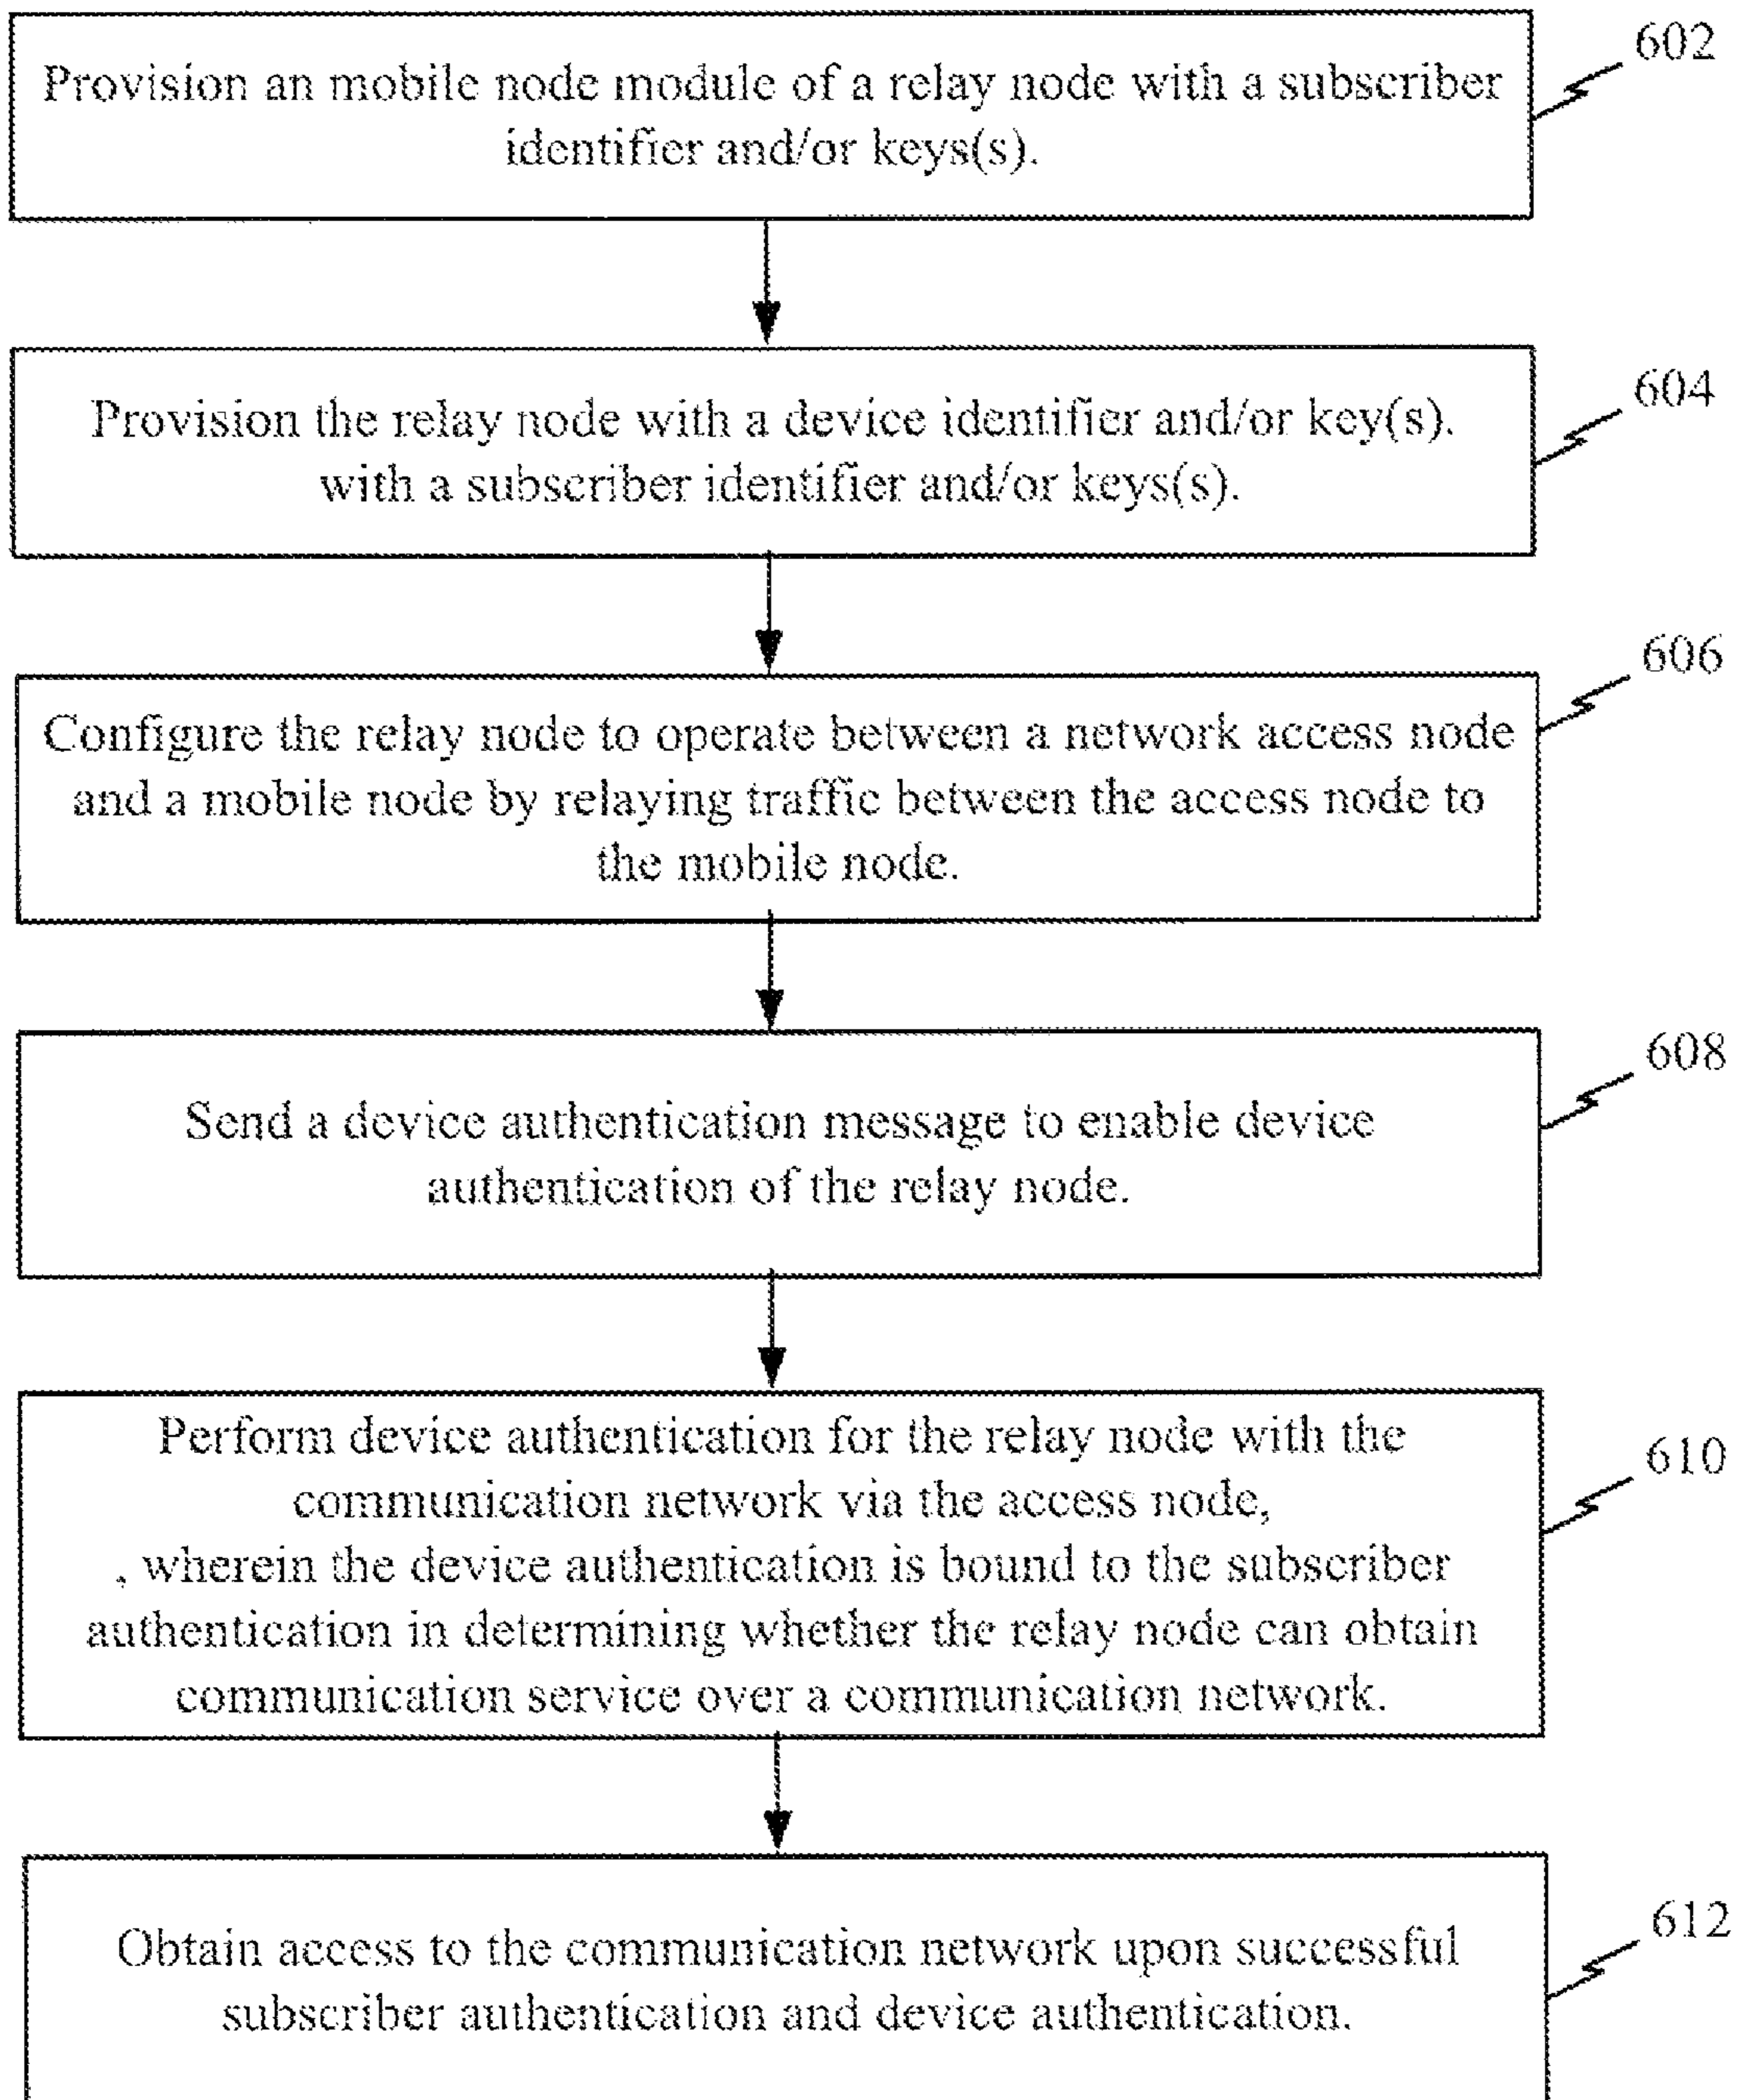 602
Provision an mobile node module of a relay node with a subscriber
identifier and/or keys(s).
604
Provision the relay node with a device identifier and/or key(s).
with a subscriber identifier and/or keys(s).
606
Configure the relay node to operate between a network access node
and a mobile node by relaying traffic between the access node to
the mobile node.
608
Send a device authentication message to enable device
authentication of the relay node.
610
Perform device authentication for the relay node with the
communication network via the access node,
, wherein the device authentication is bound to the subscriber
authentication in determining whether the relay node can obtain
communication service over a communication network.
612
Obtain access to the communication network upon successful
subscriber authentication and device authentication.